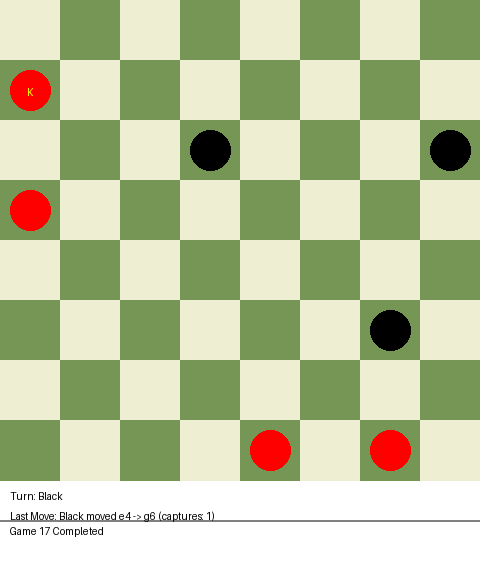 K
Turn: Black
Last Move: Black moved e4 -> g6 (captures: 1)
Game 17 Completed